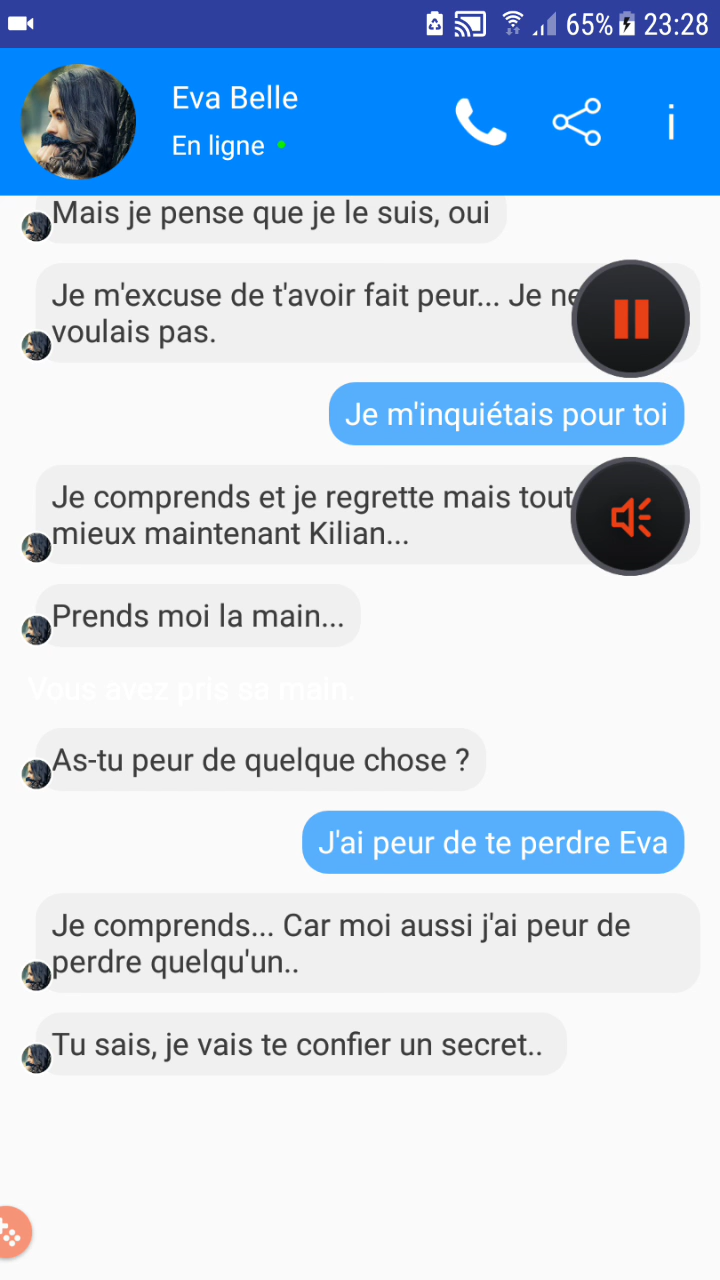 65% 23:28
Eva Belle
En ligne
i
Mais je pense que je le suis, oui
Je m'excuse de t'avoir fait peur... Je ne
voulais pas.
Je m'inquiétais pour toi
Je comprends et je regrette mais tout
mieux maintenant Kilian...
Prends moi la main...
Vous avez pris sa main.
As-tu peur de quelque chose ?
J'ai peur de te perdre Eva
Je comprends... Car moi aussi j'ai peur de
perdre quelqu'un..
Tu sais, je vais te confier un secret..